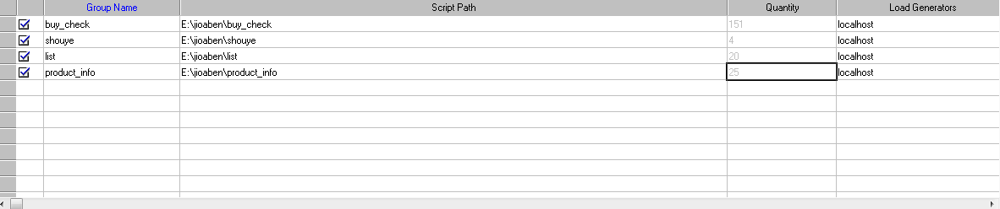 Group Name Script Path Quantity Load Generators
buy_check E:\jioaben\buy_check 151 localhost
shouye E:\jioaben\shouye 4 localhost
list E:\jioaben\list 20 localhost
product_info E:\jioaben\product_info 25 localhost